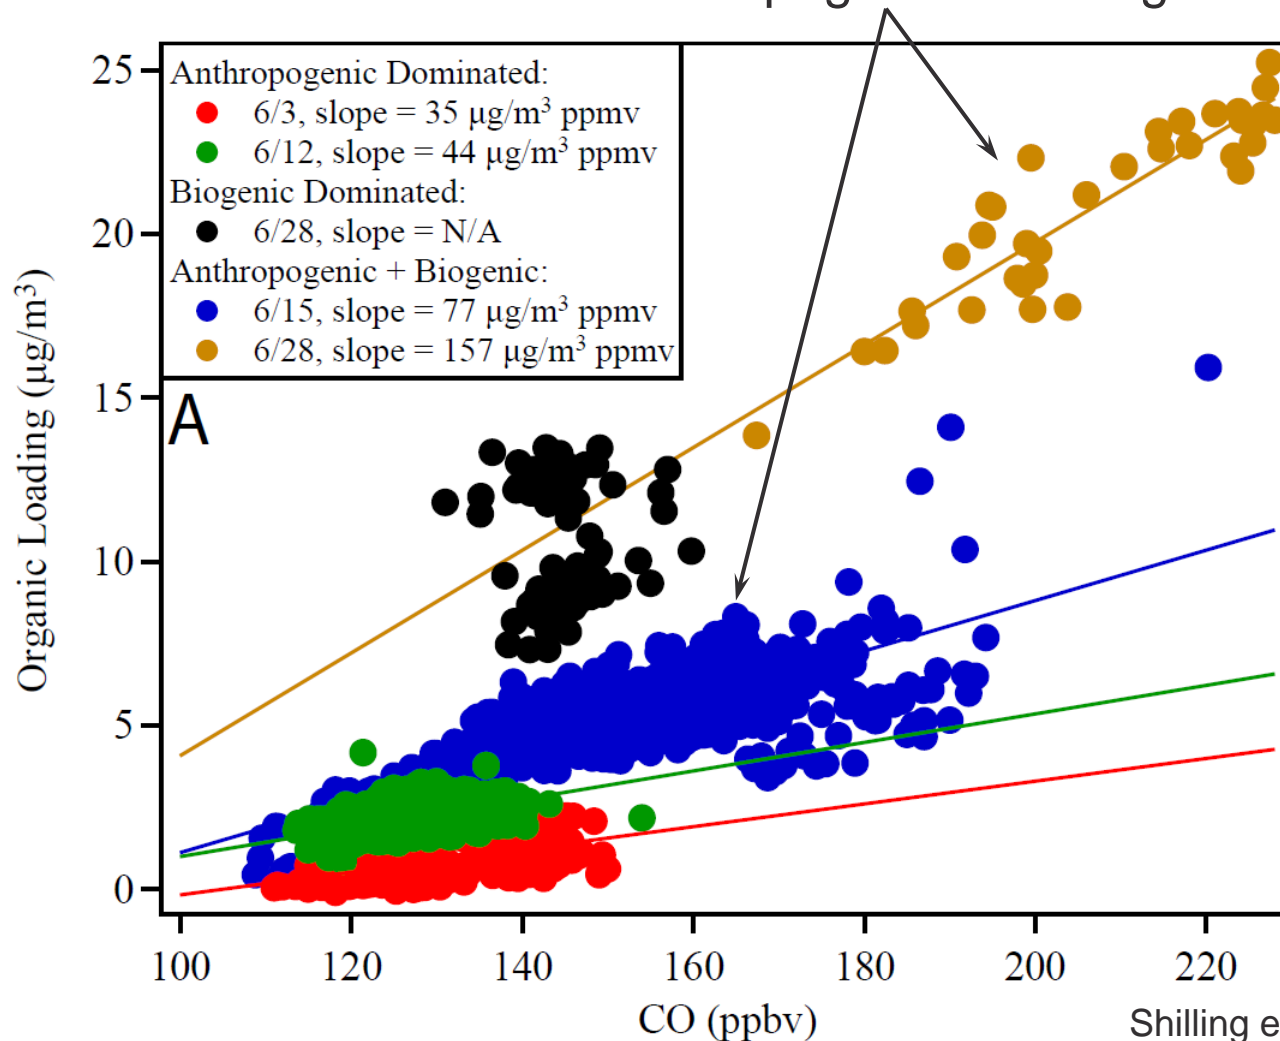 Anthropogenic Dominated:
6/3, slope = 35 μg/m³ ppmv
6/12, slope = 44 μg/m³ ppmv
Biogenic Dominated:
6/28, slope = N/A
Anthropogenic + Biogenic:
6/15, slope = 77 μg/m³ ppmv
6/28, slope = 157 μg/m³ ppmv
A
Organic Loading (μg/m³)
25
20
15
10
5
0
100 120 140 160 180 200 220
CO (ppbv)
Shilling e